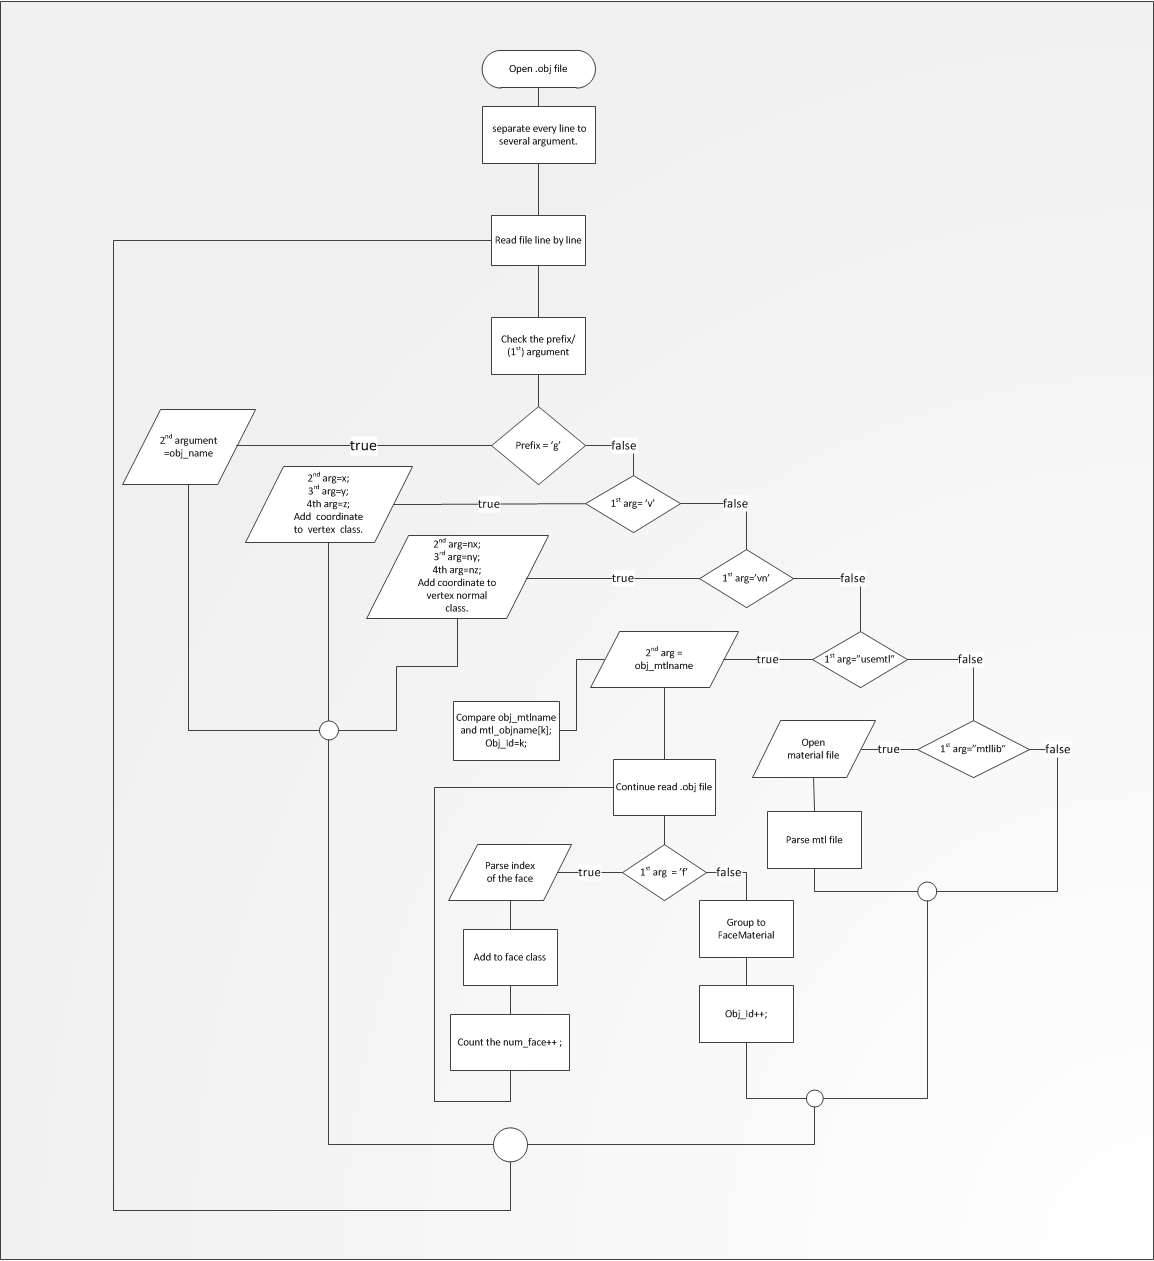 Open .obj file
separate every line to
several argument.
Read file line by line
Check the prefix/
(1st) argument
Prefix = ‘g’
true
false
2nd argument
=obj_name
1st arg= ‘v’
true
false
2nd arg=x;
3rd arg=y;
4th arg=z;
Add coordinate
to vertex class.
1st arg=’vn’
true
false
2nd arg=nx;
3rd arg=ny;
4th arg=nz;
Add coordinate to
vertex normal
class.
1st arg=”usemtl”
true
false
2nd arg =
obj_mtlname
Compare obj_mtlname
and mtl_objname[k];
Obj_id=k;
1st arg=”mtllib”
true
false
Open
material file
Parse mtl file
Continue read .obj file
1st arg = ’f’
true
false
Parse index
of the face
Add to face class
Count the num_face++ ;
Group to
FaceMaterial
Obj_Id++;